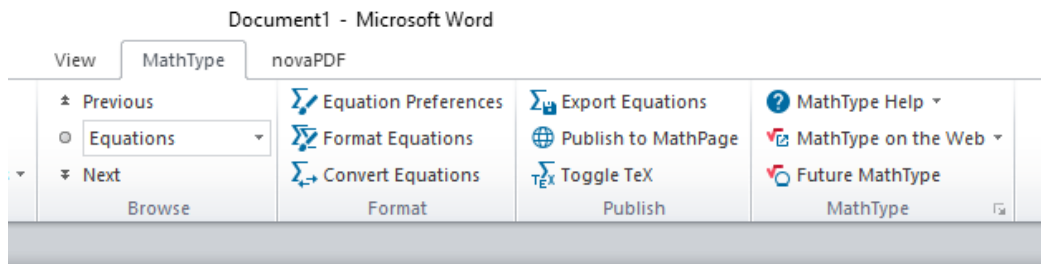 Document1 - Microsoft Word
View MathType novaPDF
Previous Equation Preferences Export Equations MathType Help
Equations Format Equations Publish to MathPage MathType on the Web
Next Convert Equations TEX Toggle TeX Future MathType
Browse Format Publish MathType